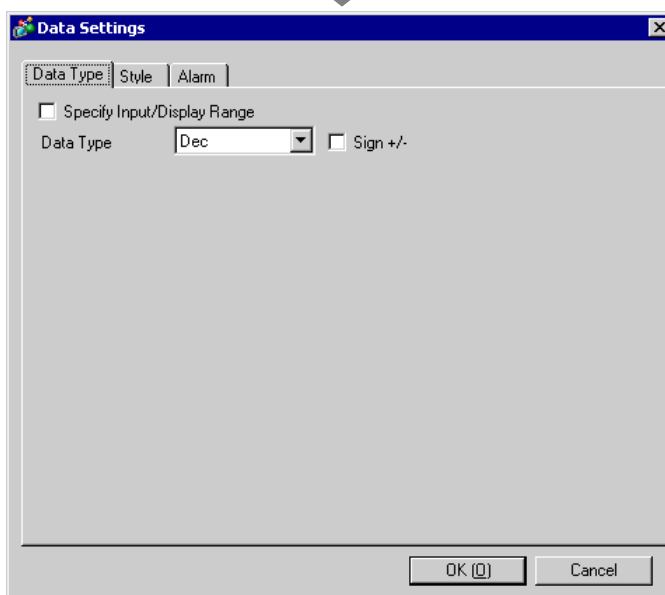 Data Settings
Data Type Style Alarm
Specify Input/Display Range
Data Type Dec Sign +/-
OK (O) Cancel